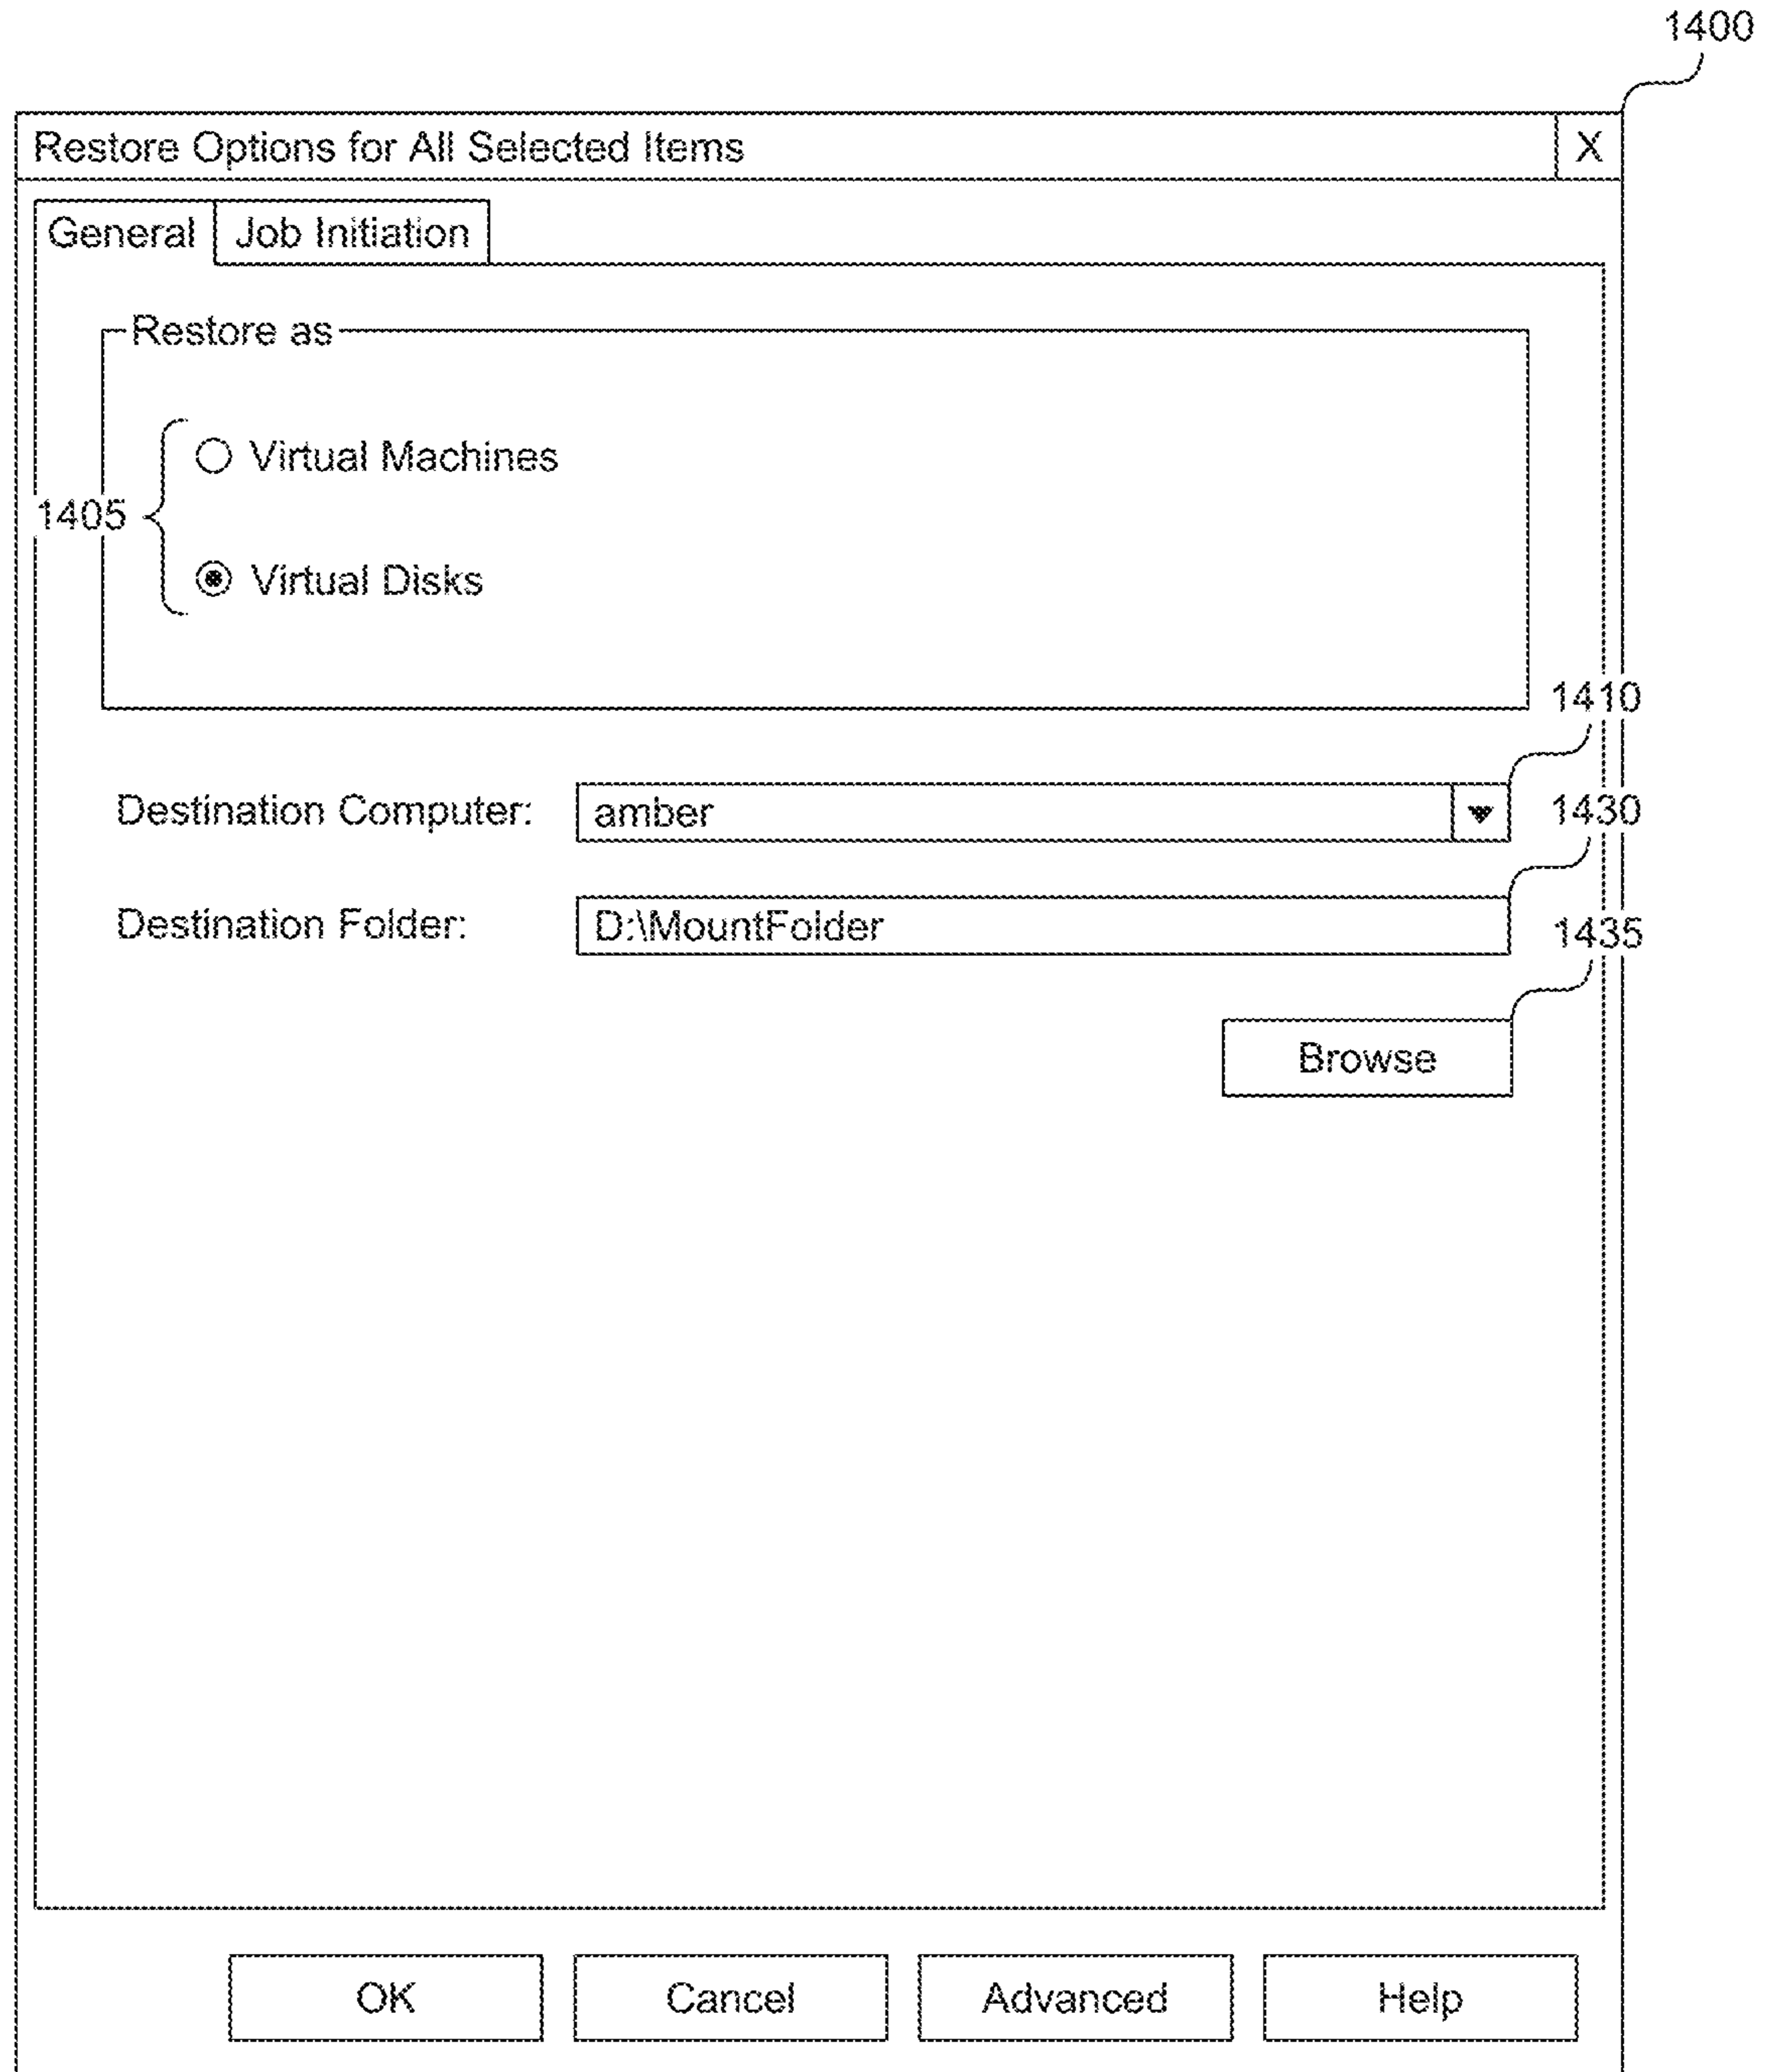 1400
Restore Options for All Selected Items X
General Job Initiation
Restore as
Virtual Machines
1405
Virtual Disks
1410
Destination Computer: amber
1430
Destination Folder: D:\MountFolder
1435
Browse
OK Cancel Advanced Help